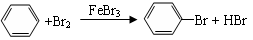 FeBr₃
+Br₂ Br + HBr